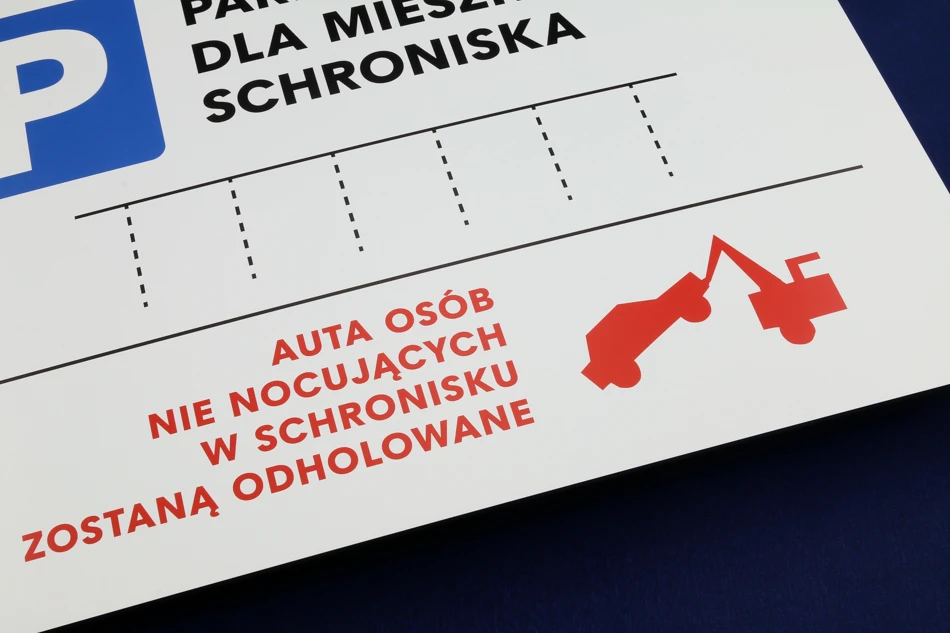 P
DLA
SCHRONISKA
AUTA OSÓB
NIE NOCUJĄCYCH
W SCHRONISKU
ZOSTANĄ ODHOLOWANE